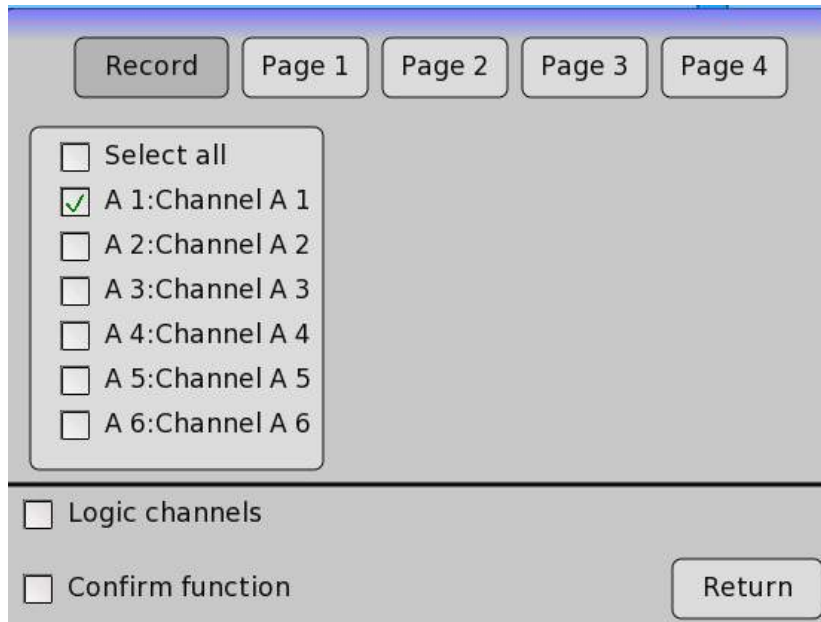 Record Page 1 Page 2 Page 3 Page 4
Select all
A 1:Channel A 1
A 2:Channel A 2
A 3:Channel A 3
A 4:Channel A 4
A 5:Channel A 5
A 6:Channel A 6
Logic channels
Confirm function
Return